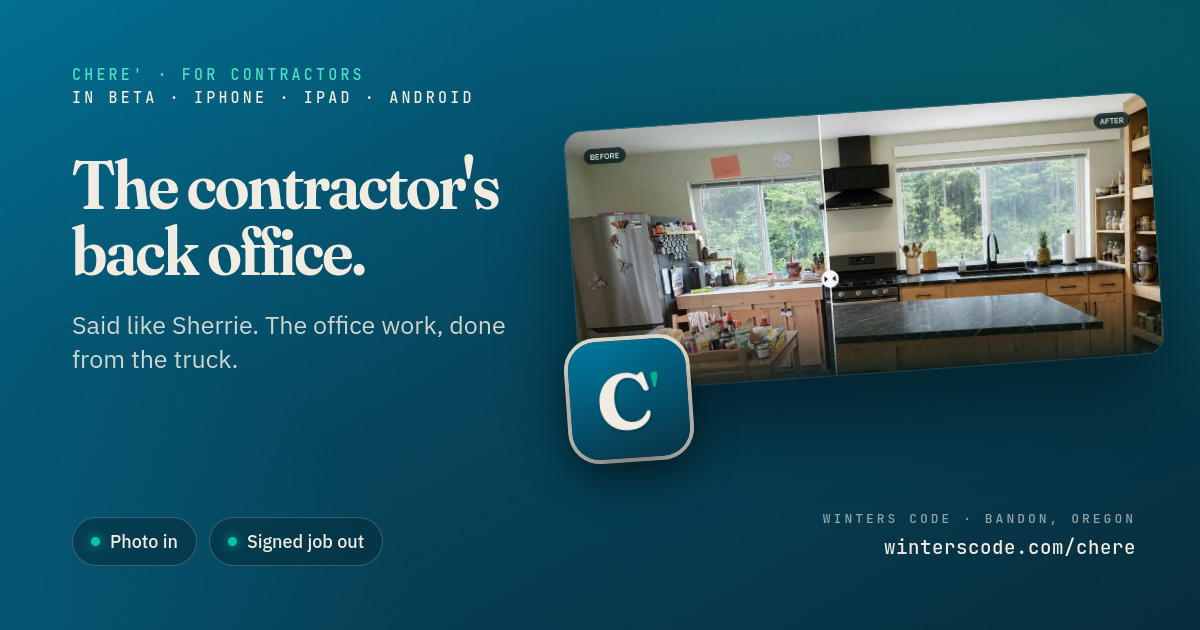 CHERE' · FOR CONTRACTORS
IN BETA · IPHONE · IPAD · ANDROID
The contractor's
back office.
Said like Sherrie. The office work, done
from the truck.
BEFORE
AFTER
C'
Photo in
Signed job out
WINTERS CODE · BANDON, OREGON
winterscode.com/chere